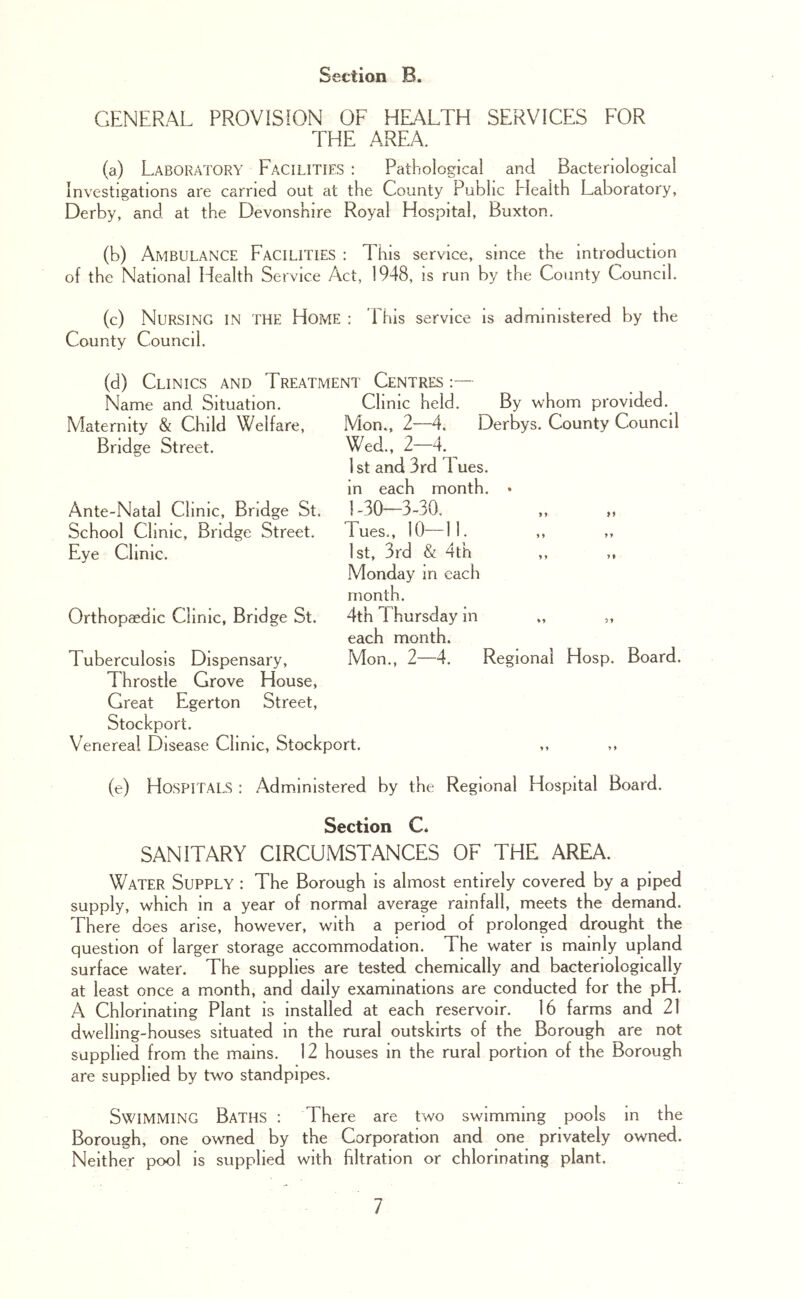 Section B.
GENERAL PROVISION OF HEALTH SERVICES FOR
THE AREA.
(a) LABORATORY FACILITIES : Pathological and Bacteriological
Investigations are carried out at the County Public Health Laboratory,
Derby, and at the Devonshire Royal Hospital, Buxton.
(b) AMBULANCE FACILITIES : This service, since the introduction
of the National Health Service Act, 1948, is run by the County Council.
(c) NURSING IN THE HOME : This service is administered by the
County Council.
(d) CLINICS AND TREATMENT CENTRES :—
Name and Situation. Clinic held. By whom provided.
Maternity & Child Welfare, Mon., 2—4. Derbys. County Council
Bridge Street. Wed., 2—4.
1st and 3rd Tues.
in each month.
Ante-Natal Clinic, Bridge St. 1-30—3-30. ,, ,,
School Clinic, Bridge Street. Tues., 10—11. ,, ,,
Eye Clinic. 1st, 3rd & 4th ,, ,,
Monday in each
month.
Orthopædic Clinic, Bridge St. 4th Thursday in ,, ,,
each month.
Tuberculosis Dispensary, Mon., 2—4. Regional Hosp. Board.
Throstle Grove House,
Great Egerton Street,
Stockport.
Venereal Disease Clinic, Stockport. ,, ,,
(e) HOSPITALS : Administered by the Regional Hospital Board.
Section C.
SANITARY CIRCUMSTANCES OF THE AREA.
WATER SUPPLY : The Borough is almost entirely covered by a piped
supply, which in a year of normal average rainfall, meets the demand.
There does arise, however, with a period of prolonged drought the
question of larger storage accommodation. The water is mainly upland
surface water. The supplies are tested chemically and bacteriologically
at least once a month, and daily examinations are conducted for the pH.
A Chlorinating Plant is installed at each reservoir. 16 farms and 21
dwelling-houses situated in the rural outskirts of the Borough are not
supplied from the mains. 12 houses in the rural portion of the Borough
are supplied by two standpipes.
SWIMMING BATHS : There are two swimming pools in the
Borough, one owned by the Corporation and one privately owned.
Neither pool is supplied with filtration or chlorinating plant.
7